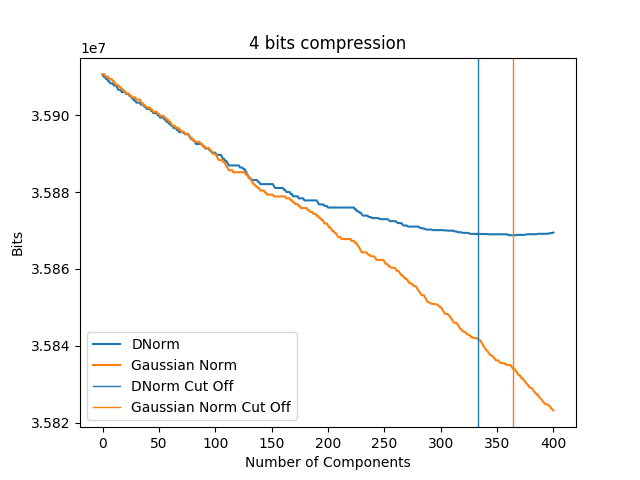 4 bits compression
1e7
3.590
3.588
3.586
3.584
3.582
Bits
DNorm
Gaussian Norm
DNorm Cut Off
Gaussian Norm Cut Off
0 50 100 150 200 250 300 350 400
Number of Components